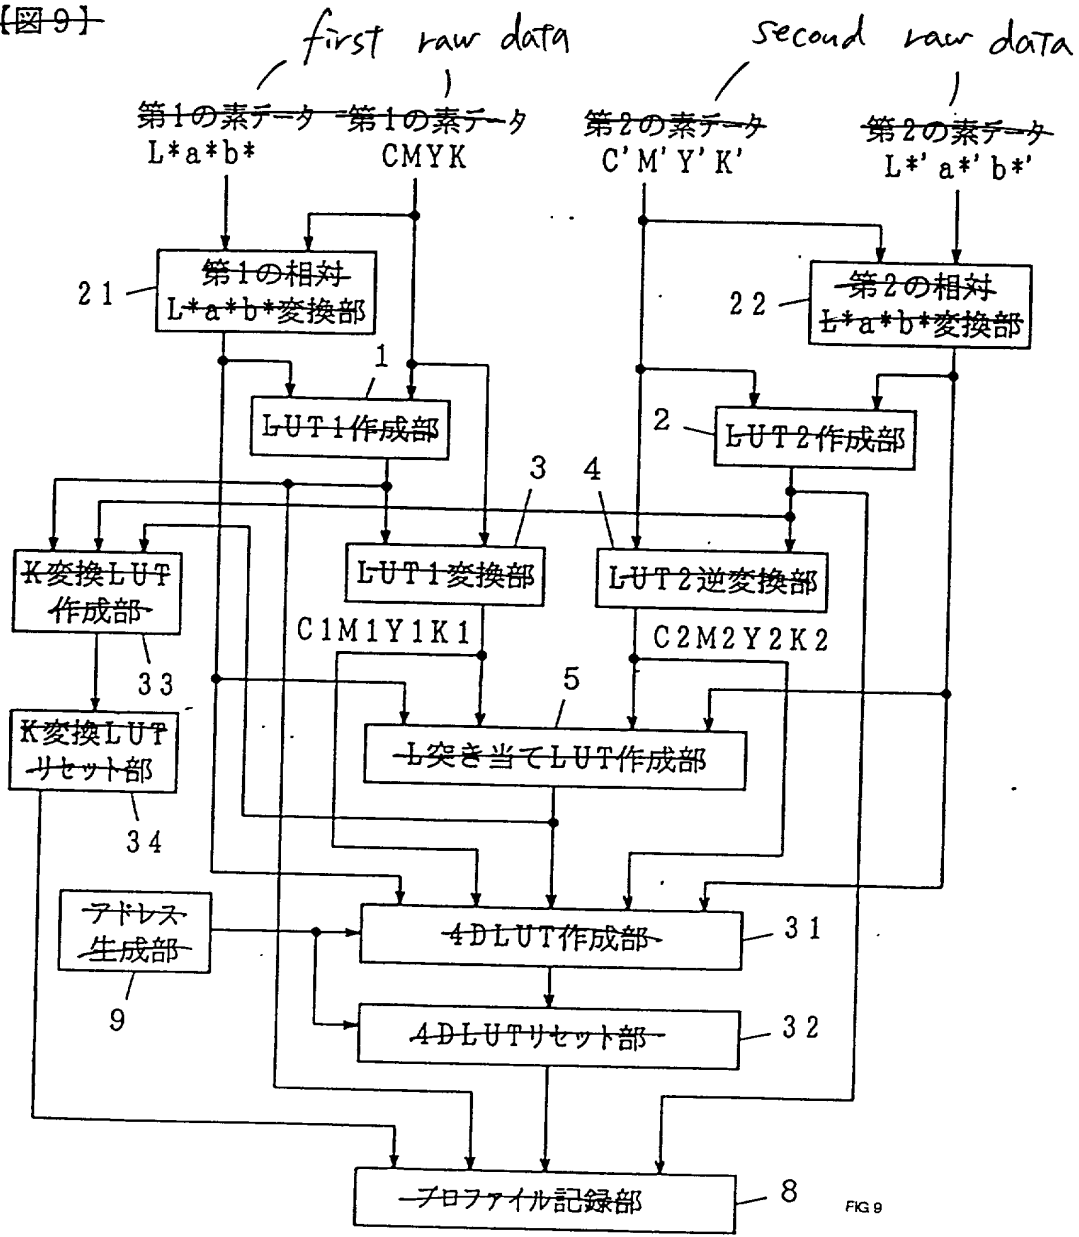 【図9】
first raw data
second raw data
第1の素データ
L*a*b*
第1の素データ
CMYK
第2の素データ
C'M'Y'K'
第2の素データ
L*'a*'b*'
21
第1の相対
L*a*b*変換部
22
第2の相対
L*a*b*変換部
1
LUT1作成部
2
LUT2作成部
3
4
K変換LUT
作成部
LUT1変換部
LUT2逆変換部
C1M1Y1K1
C2M2Y2K2
33
5
K変換LUT
リセット部
L突き当てLUT作成部
34
アドレス
生成部
4DLUT作成部
31
9
4DLUTリセット部
32
プロファイル記録部
8
FIG 9